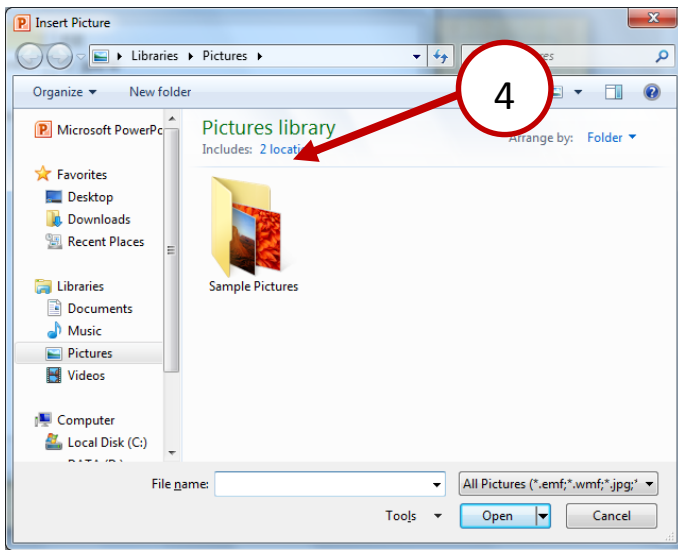 Insert Picture
Libraries Pictures
Organize New folder
4
Microsoft PowerPo
Pictures library
Includes: 2 locatio
Arrange by: Folder
Favorites
Desktop
Downloads
Recent Places
Sample Pictures
Libraries
Documents
Music
Pictures
Videos
Computer
Local Disk (C:)
File name:
All Pictures (*.emf;*.wmf;*.jpg;*
Tools Open Cancel